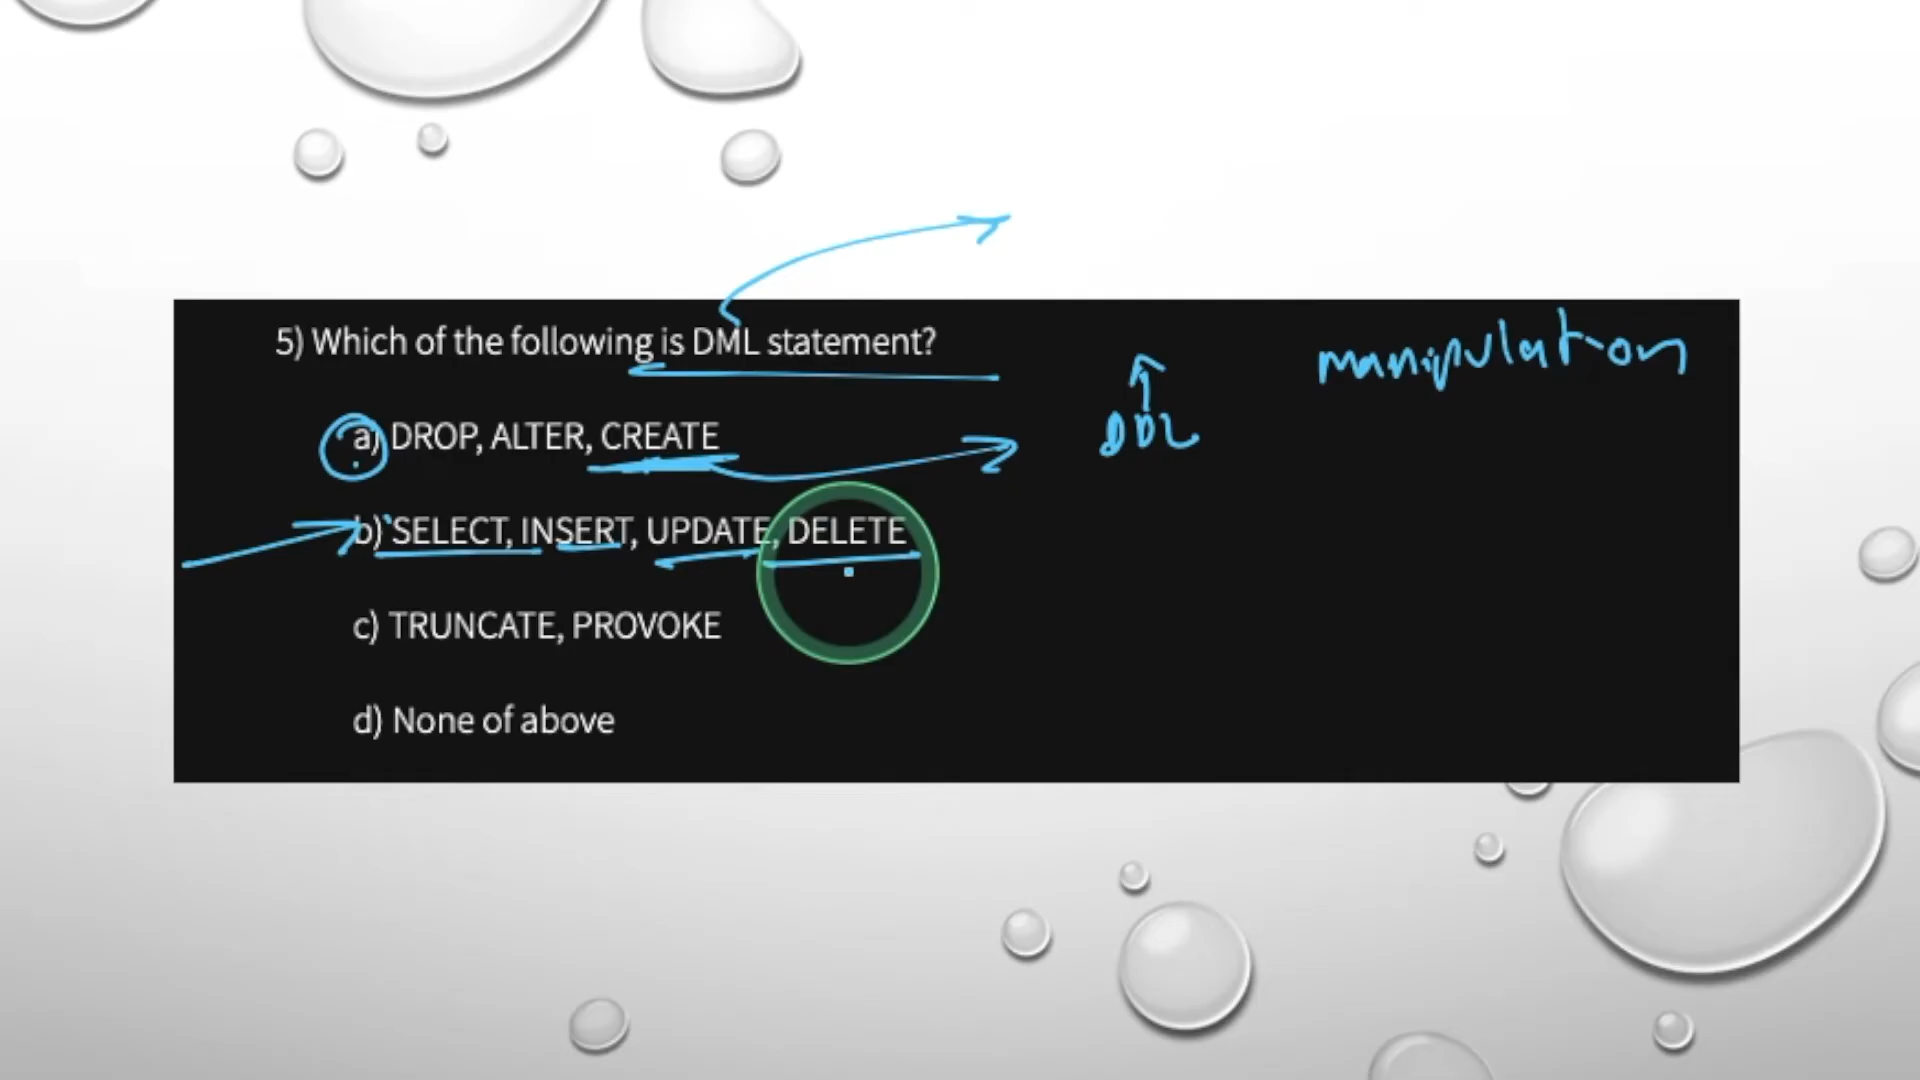 5) Which of the following is DML statement?
manipulation
a) DROP, ALTER, CREATE
DDL
b) SELECT, INSERT, UPDATE, DELETE
c) TRUNCATE, PROVOKE
d) None of above